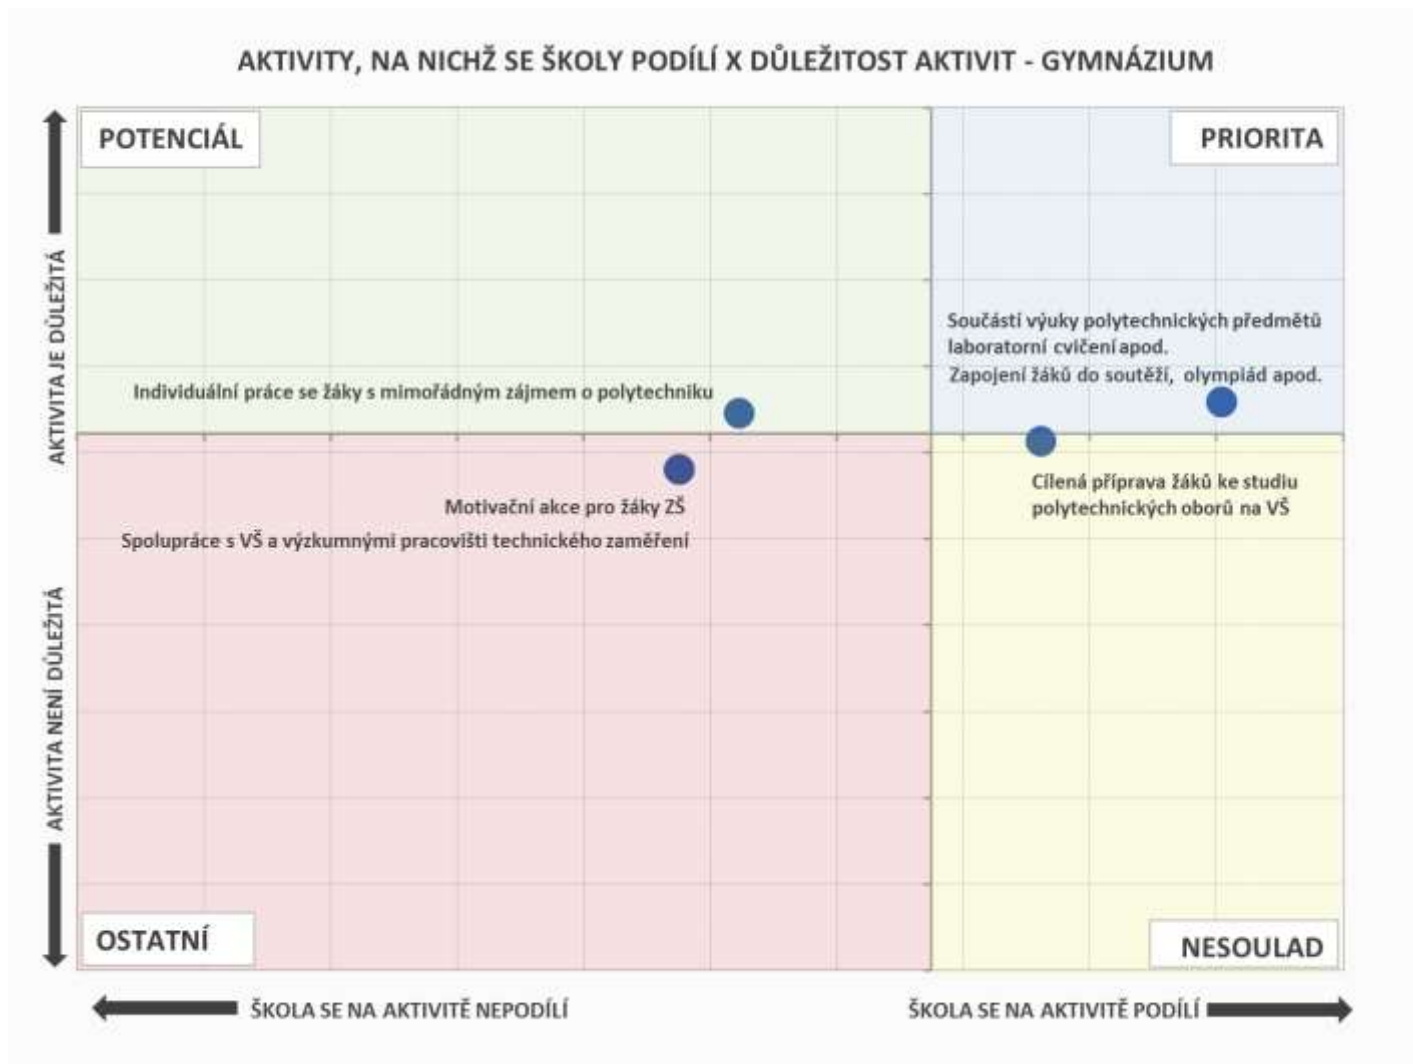 AKTIVITY, NA NICHŽ SE ŠKOLY PODÍLÍ X DŮLEŽITOST AKTIVIT - GYMNÁZIUM
POTENCIÁL
PRIORITA
AKTIVITA JE DŮLEŽITÁ
Součástí výuky polytechnických předmětů
laboratorní cvičení apod.
Zapojení žáků do soutěží, olympiád apod.
Individuální práce se žáky s mimořádným zájmem o polytechniku
Cílená příprava žáků ke studiu
polytechnických oborů na VŠ
Motivační akce pro žáky ZŠ
Spolupráce s VŠ a výzkumnými pracovišti technického zaměření
AKTIVITA NENÍ DŮLEŽITÁ
OSTATNÍ
NESOULAD
ŠKOLA SE NA AKTIVITĚ NEPODÍLÍ
ŠKOLA SE NA AKTIVITĚ PODÍLÍ